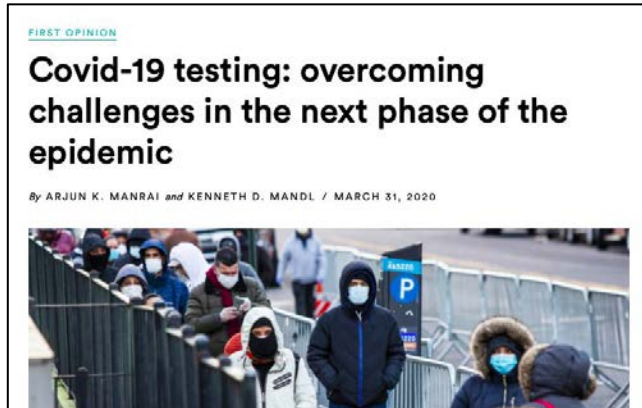 FIRST OPINION
Covid-19 testing: overcoming
challenges in the next phase of the
epidemic
By ARJUN K. MANRAI and KENNETH D. MANDL / MARCH 31, 2020
P